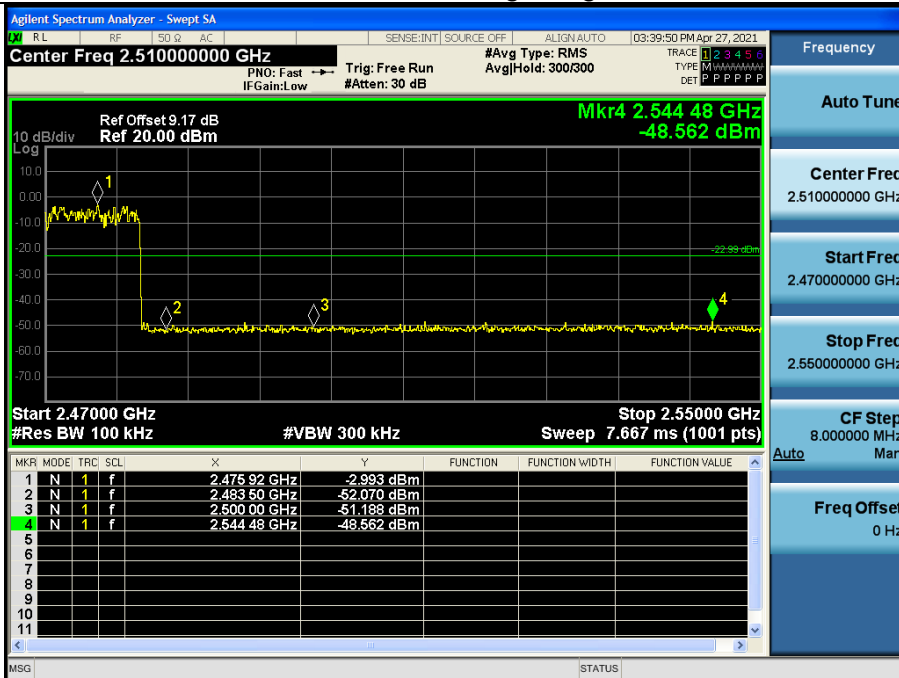 Agilent Spectrum Analyzer - Swept SA
LXI RL RF 50 Ω AC SENSE:INT SOURCE OFF ALIGN AUTO 03:39:50 PM Apr 27, 2021
Center Freq 2.510000000 GHz #Avg Type: RMS TRACE 1 2 3 4 5 6
PNO: Fast Trig: Free Run Avg|Hold: 300/300 TYPE M
IFGain:Low #Atten: 30 dB DET P P P P P P
Ref Offset 9.17 dB Mkr4 2.544 48 GHz
10 dB/div Ref 20.00 dBm -48.562 dBm
Log
10.0
0.00
-10.0
-20.0
-30.0
-40.0
-50.0
-60.0
-70.0
1
2
3
4
-22.99 dBm
Start 2.47000 GHz Stop 2.55000 GHz
#Res BW 100 kHz #VBW 300 kHz Sweep 7.667 ms (1001 pts)
MKR MODE TRC SCL X Y FUNCTION FUNCTION WIDTH FUNCTION VALUE
1 N 1 f 2.475 92 GHz -2.993 dBm
2 N 1 f 2.483 50 GHz -52.070 dBm
3 N 1 f 2.500 00 GHz -51.188 dBm
4 N 1 f 2.544 48 GHz -48.562 dBm
5
6
7
8
9
10
11
MSG STATUS
Frequency
Auto Tune
Center Freq
2.510000000 GHz
Start Freq
2.470000000 GHz
Stop Freq
2.550000000 GHz
CF Step
8.000000 MHz
Auto Man
Freq Offset
0 Hz